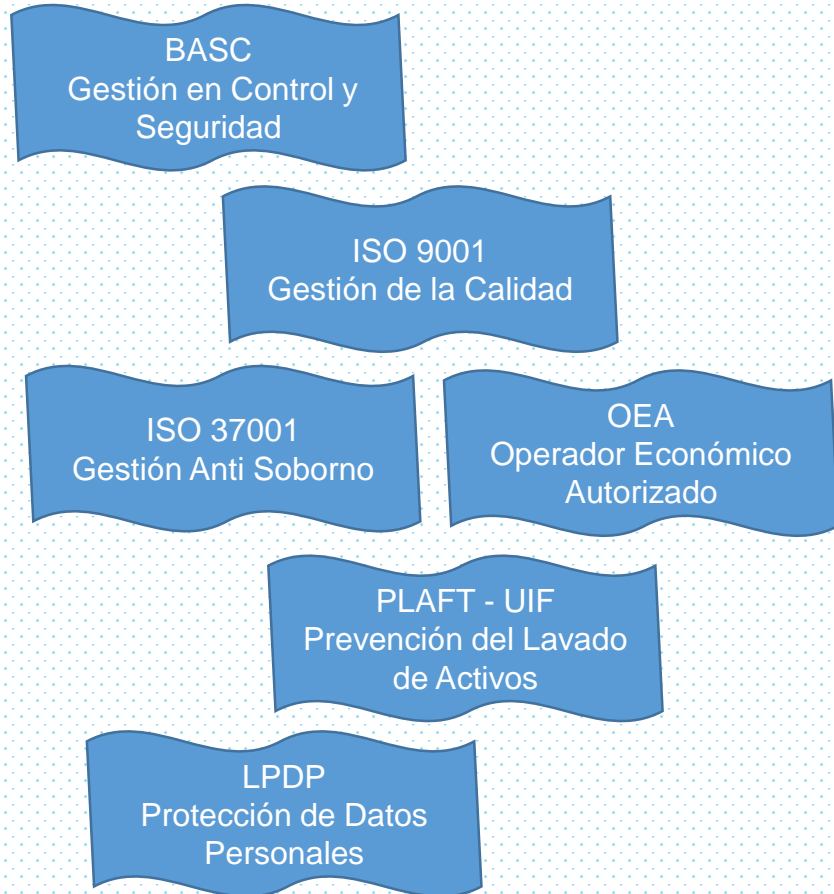 BASC
Gestión en Control y
Seguridad
ISO 9001
Gestión de la Calidad
ISO 37001
Gestión Anti Soborno
OEA
Operador Económico
Autorizado
PLAFT - UIF
Prevención del Lavado
de Activos
LPDP
Protección de Datos
Personales